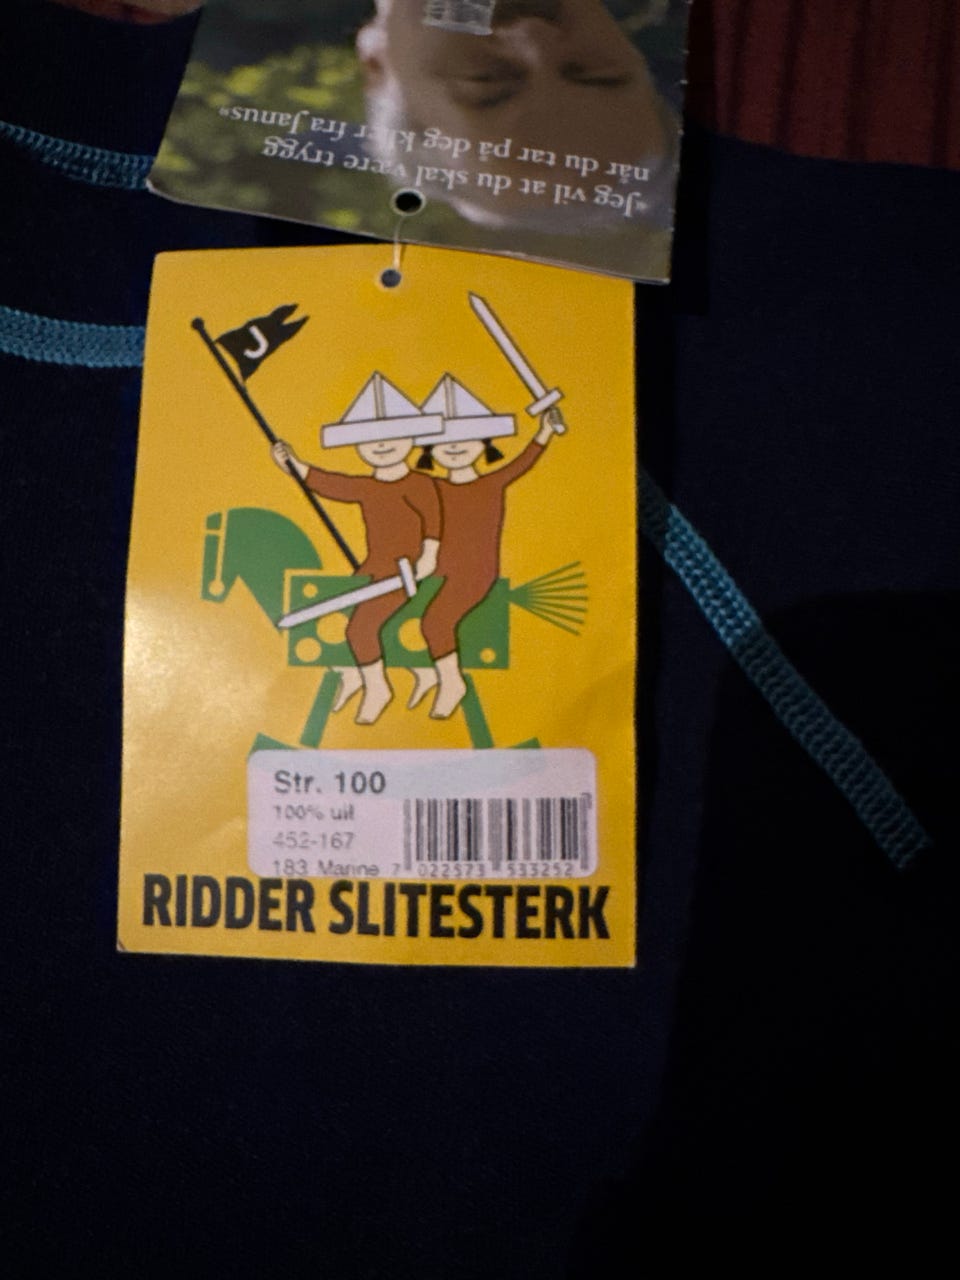 «Jeg vil at du skal være trygg
når du tar på deg klær fra Janus»
J
Str. 100
100% ull
452-167
183 Marine
7 022573 533252
RIDDER SLITESTERK